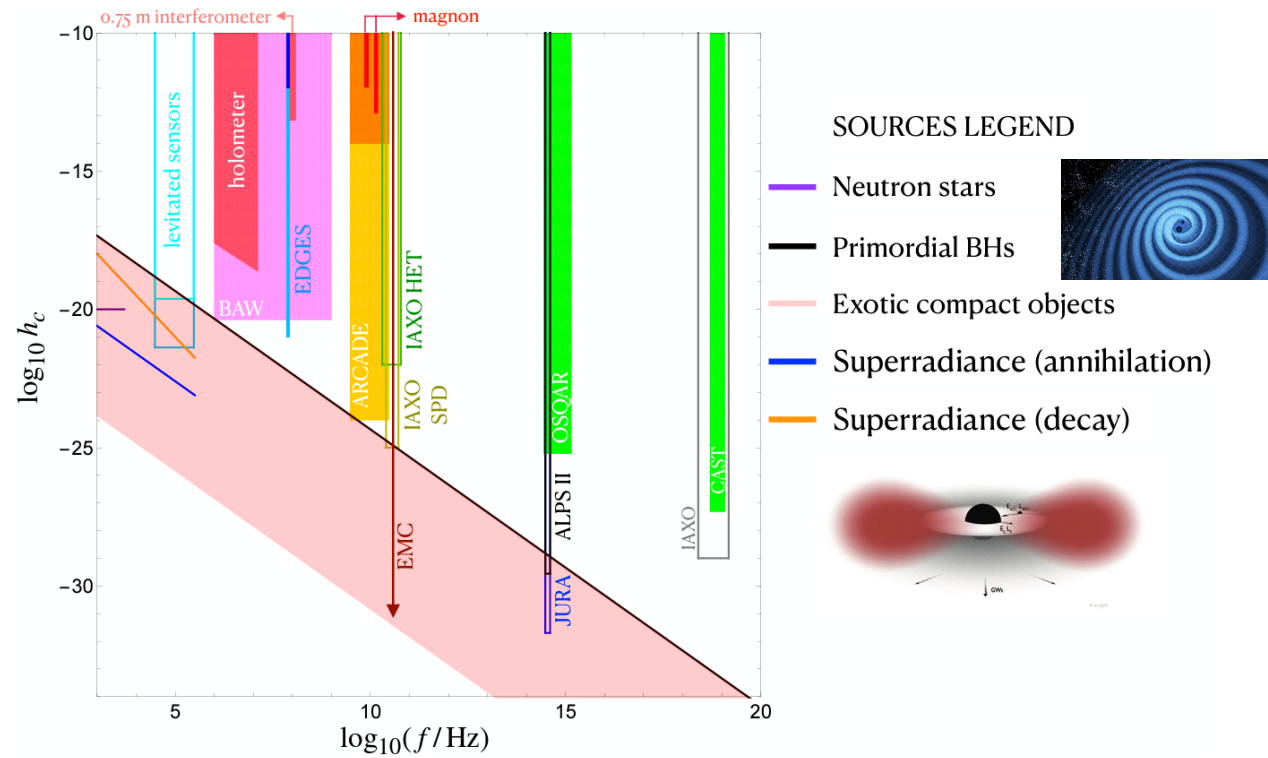 0.75 m interferometer
magnon
−10
−15
−20
−25
−30
log10 hc
levitated sensors
holometer
BAW
EDGES
ARCADE
IAXO HET
IAXO
SPD
EMC
OSQAR
ALPS II
JURA
CAST
IAXO
5
10
15
20
log10(f/Hz)
SOURCES LEGEND
Neutron stars
Primordial BHs
Exotic compact objects
Superradiance (annihilation)
Superradiance (decay)
GWs